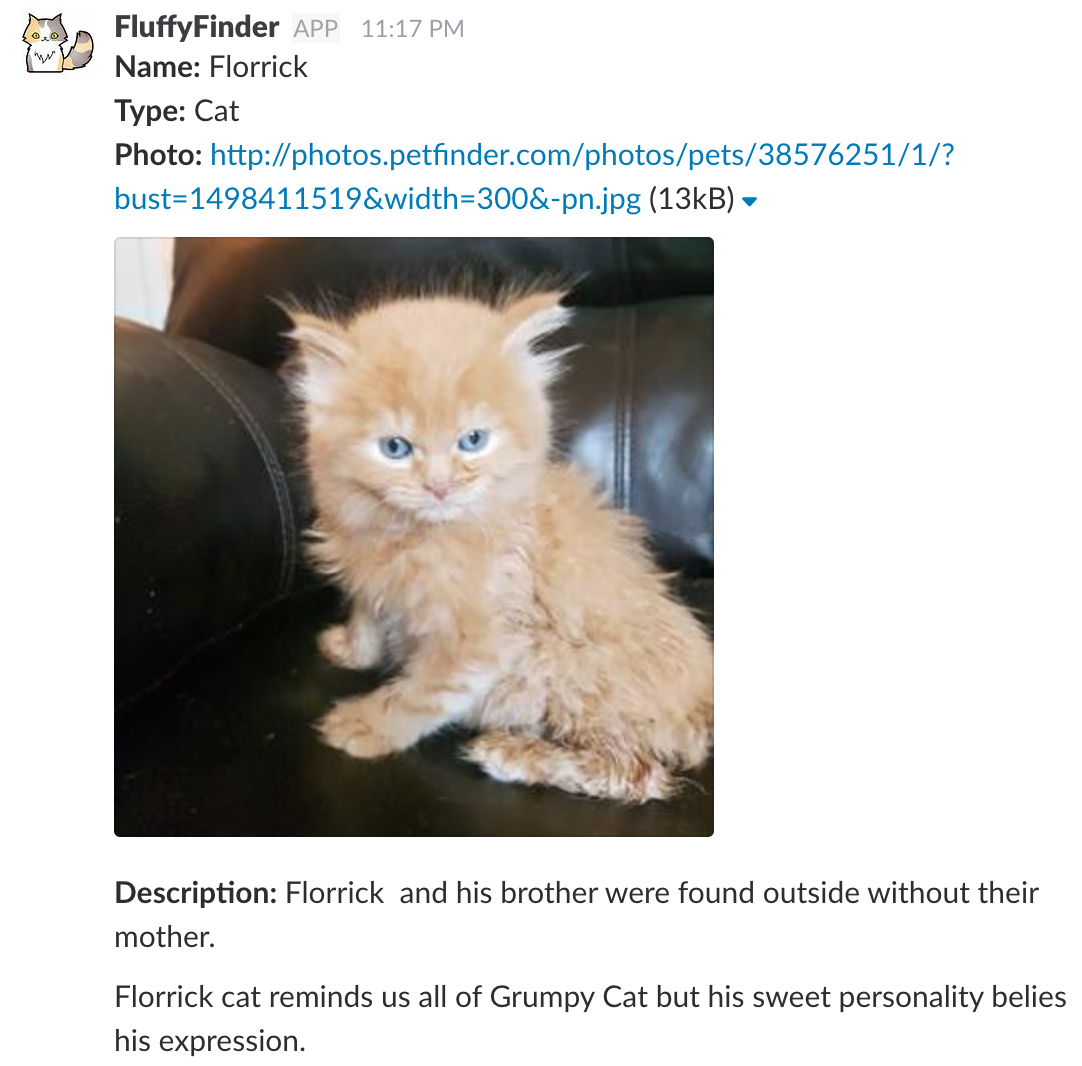 FluffyFinder APP 11:17 PM
Name: Florrick
Type: Cat
Photo: http://photos.petfinder.com/photos/pets/38576251/1/?
bust=1498411519&width=300&-pn.jpg (13kB)
Description: Florrick  and his brother were found outside without their
mother.
Florrick cat reminds us all of Grumpy Cat but his sweet personality belies
his expression.